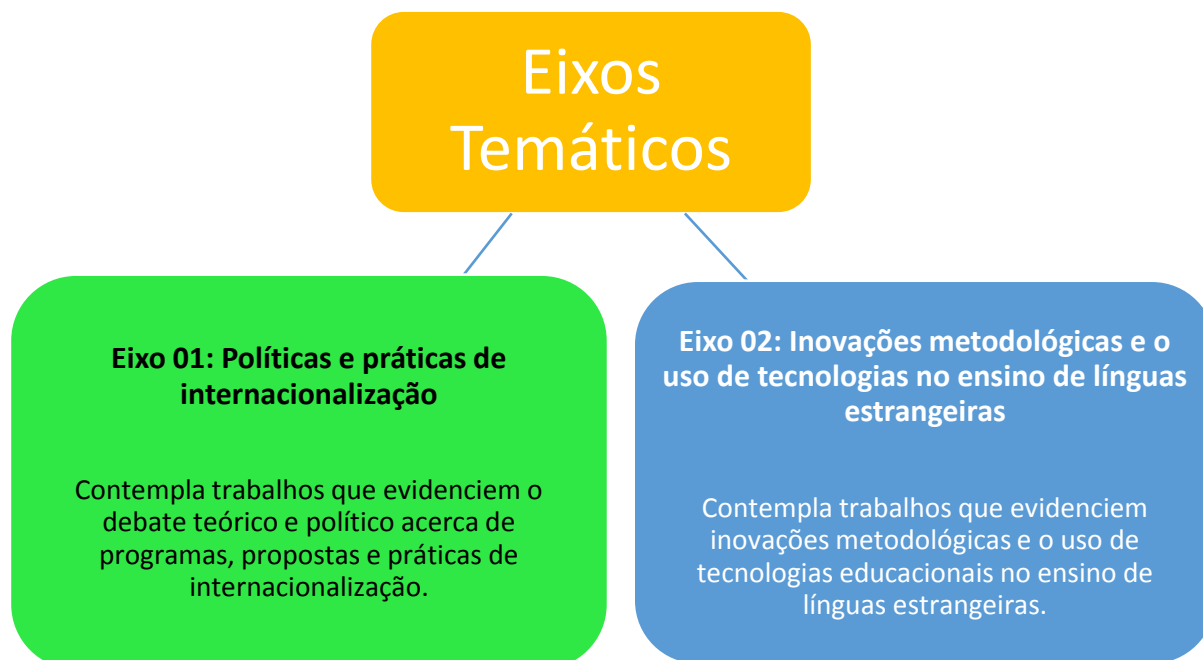 Eixos
Temáticos
Eixo 01: Políticas e práticas de
internacionalização
Contempla trabalhos que evidenciem o
debate teórico e político acerca de
programas, propostas e práticas de
internacionalização.
Eixo 02: Inovações metodológicas e o
uso de tecnologias no ensino de línguas
estrangeiras
Contempla trabalhos que evidenciem
inovações metodológicas e o uso de
tecnologias educacionais no ensino de
línguas estrangeiras.